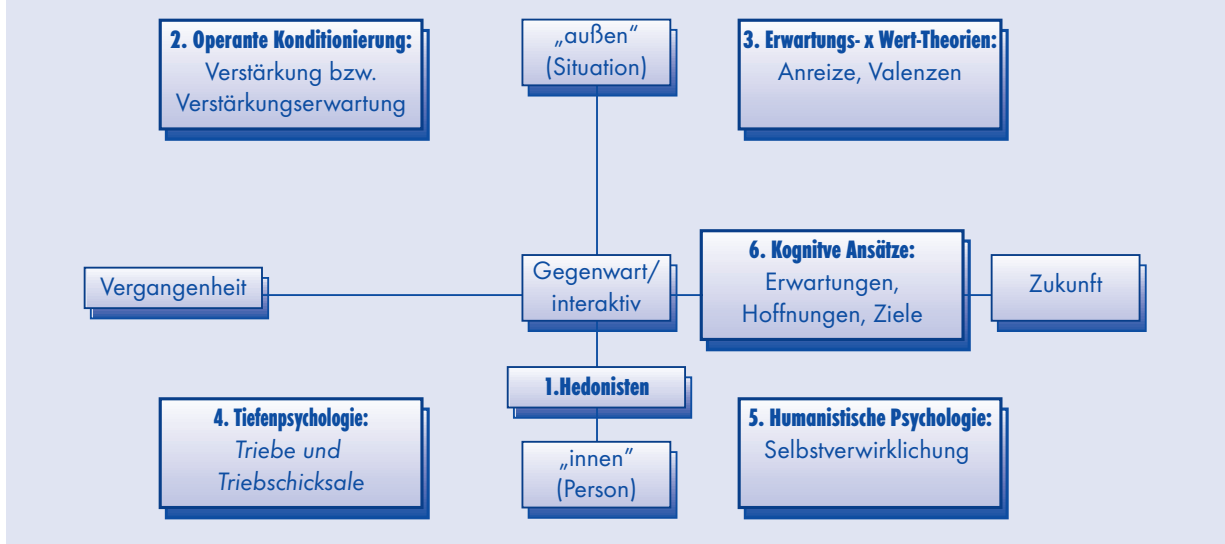 2. Operante Konditionierung:
Verstärkung bzw.
Verstärkungserwartung
„außen“
(Situation)
3. Erwartungs- x Wert-Theorien:
Anreize, Valenzen
Vergangenheit
Gegenwart/
interaktiv
6. Kognitve Ansätze:
Erwartungen,
Hoffnungen, Ziele
Zukunft
1.Hedonisten
4. Tiefenpsychologie:
Triebe und
Triebschicksale
„innen“
(Person)
5. Humanistische Psychologie:
Selbstverwirklichung